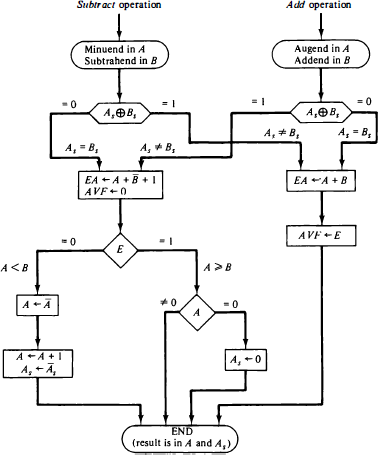 Subtract operation
Add operation
Minuend in A
Subtrahend in B
Augend in A
Addend in B
= 0
A_s ⊕ B_s
= 1
= 1
A_s ⊕ B_s
= 0
A_s = B_s
A_s ≠ B_s
A_s ≠ B_s
A_s = B_s
EA ← A + B̅ + 1
AVF ← 0
EA ← A + B
AVF ← E
= 0
E
= 1
A < B
A ⩾ B
A ← A̅
≠ 0
A
= 0
A ← A + 1
A_s ← A̅_s
A_s ← 0
END
(result is in A and A_s)